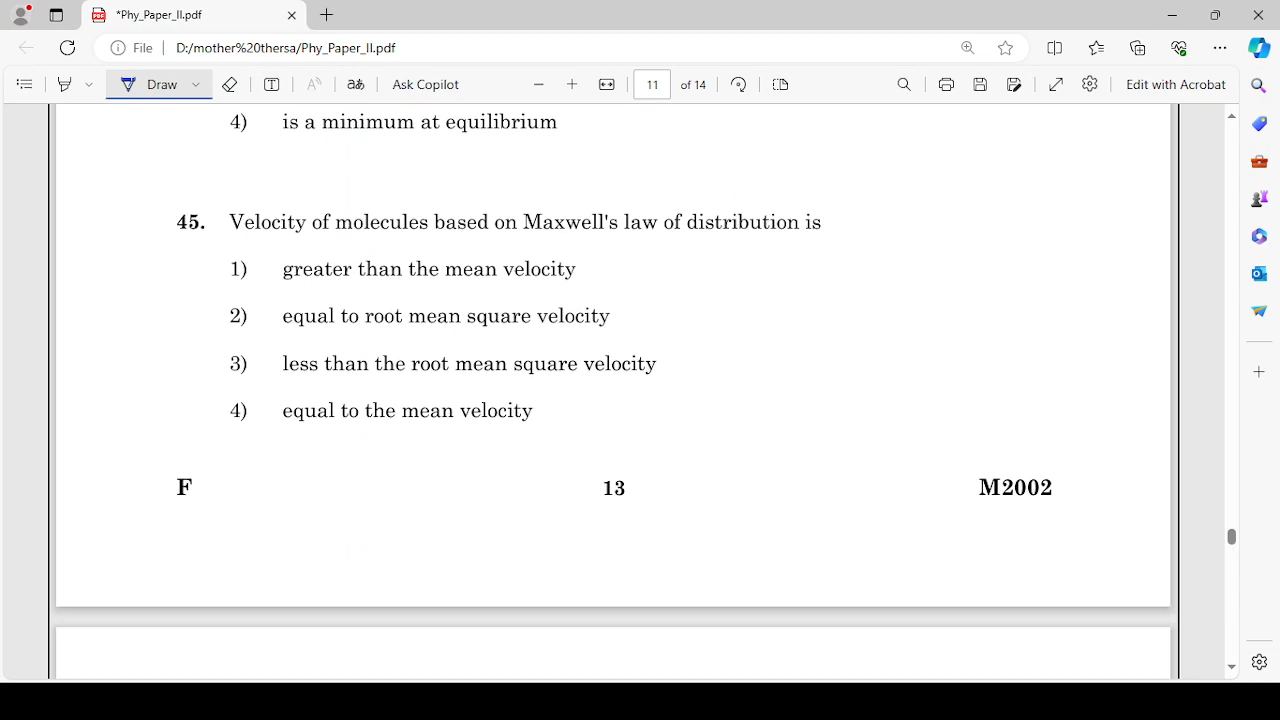 *Phy_Paper_II.pdf
File D:/mother%20thersa/Phy_Paper_II.pdf
Draw Ask Copilot 11 of 14 Edit with Acrobat
4) is a minimum at equilibrium
45. Velocity of molecules based on Maxwell's law of distribution is
1) greater than the mean velocity
2) equal to root mean square velocity
3) less than the root mean square velocity
4) equal to the mean velocity
F 13 M2002